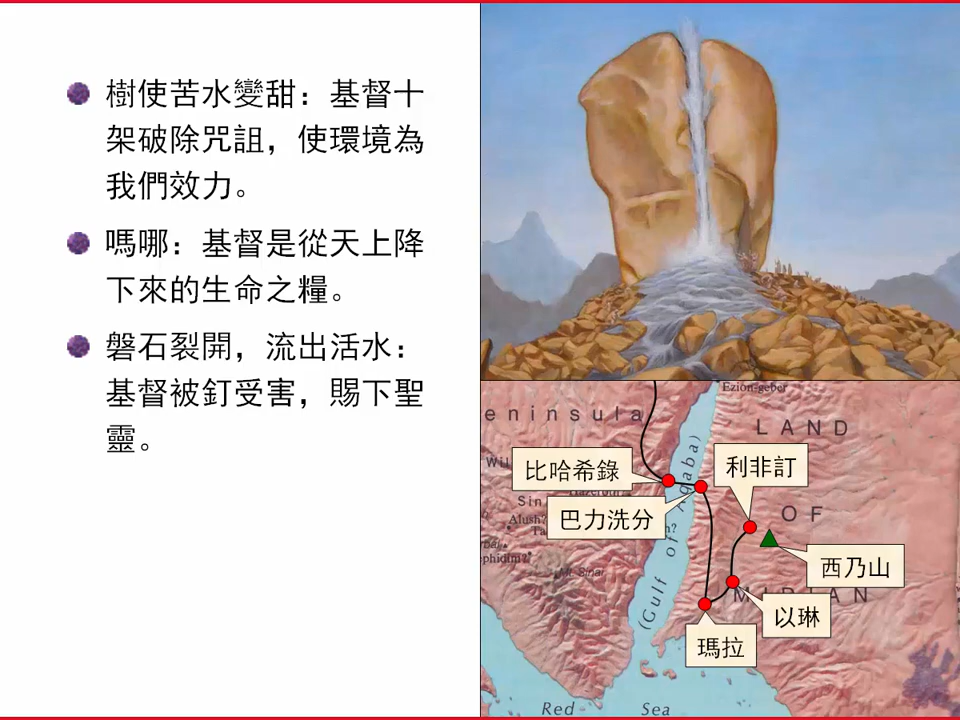 樹使苦水變甜：基督十
架破除咒詛，使環境為
我們效力。
嗎哪：基督是從天上降
下來的生命之糧。
磐石裂開，流出活水：
基督被釘受害，賜下聖
靈。
Ezion-geber
eninsula
LAND
比哈希錄
利非訂
巴力洗分
OF
Alush?
ephidim?
Mt Sinai
(Gulf of Aqaba)
西乃山
以琳
瑪拉
Red Sea